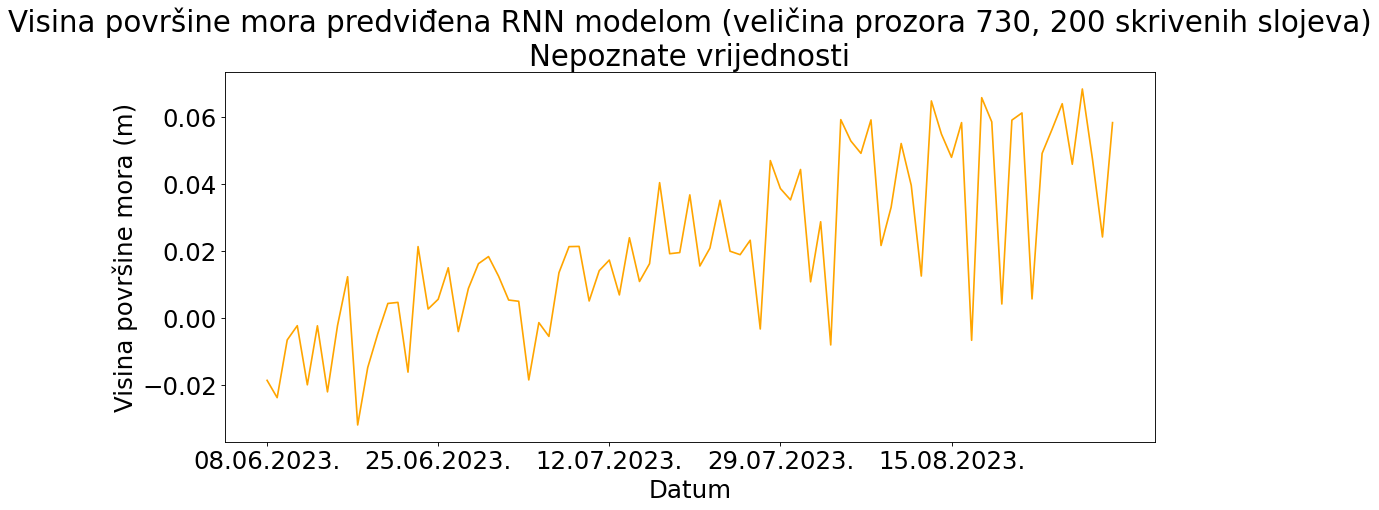 Visina površine mora predviđena RNN modelom (veličina prozora 730, 200 skrivenih slojeva)
Nepoznate vrijednosti
Visina površine mora (m)
0.06
0.04
0.02
0.00
−0.02
08.06.2023. 25.06.2023. 12.07.2023. 29.07.2023. 15.08.2023.
Datum